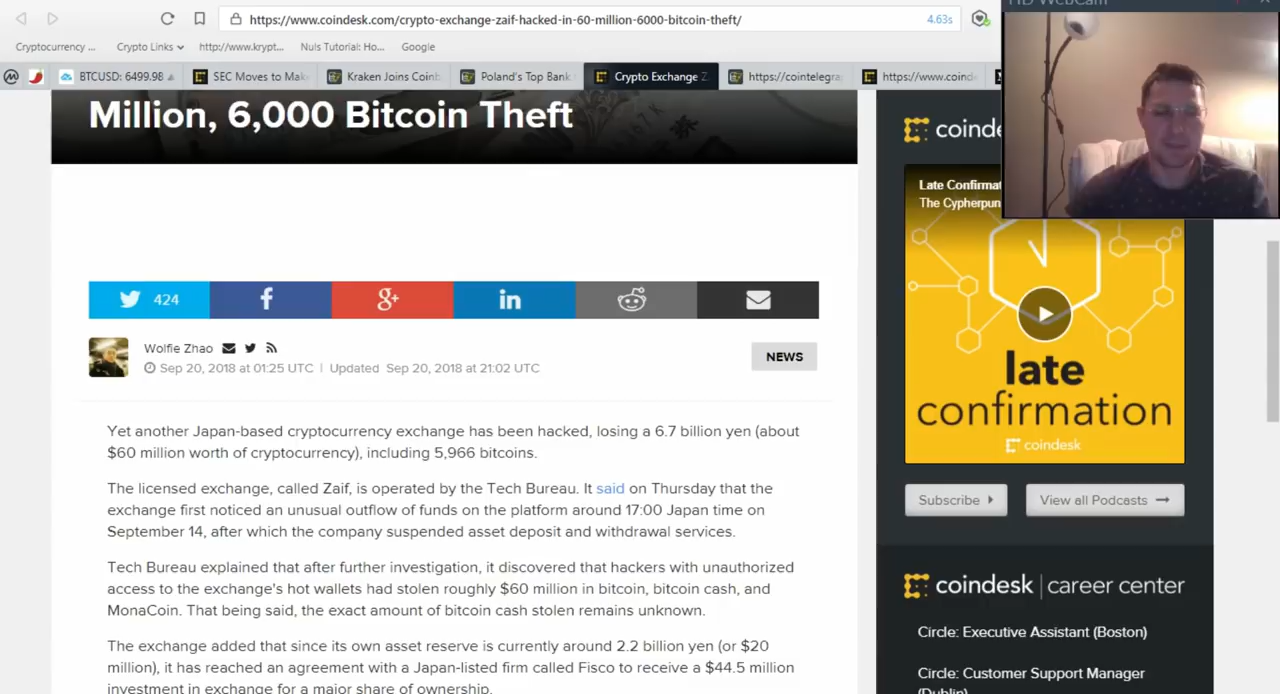 HD WebCam
https://www.coindesk.com/crypto-exchange-zaif-hacked-in-60-million-6000-bitcoin-theft/
4.63s
Cryptocurrency ...
Crypto Links
http://www.krypt...
Nuls Tutorial: Ho...
Google
BTCUSD: 6499.98
SEC Moves to Mak
Kraken Joins Coinb
Poland's Top Bank
Crypto Exchange Z
https://cointelegra
https://www.coind
Million, 6,000 Bitcoin Theft
424
Wolfie Zhao
Sep 20, 2018 at 01:25 UTC | Updated Sep 20, 2018 at 21:02 UTC
NEWS
Yet another Japan-based cryptocurrency exchange has been hacked, losing a 6.7 billion yen (about
$60 million worth of cryptocurrency), including 5,966 bitcoins.
The licensed exchange, called Zaif, is operated by the Tech Bureau. It said on Thursday that the
exchange first noticed an unusual outflow of funds on the platform around 17:00 Japan time on
September 14, after which the company suspended asset deposit and withdrawal services.
Tech Bureau explained that after further investigation, it discovered that hackers with unauthorized
access to the exchange's hot wallets had stolen roughly $60 million in bitcoin, bitcoin cash, and
MonaCoin. That being said, the exact amount of bitcoin cash stolen remains unknown.
The exchange added that since its own asset reserve is currently around 2.2 billion yen (or $20
million), it has reached an agreement with a Japan-listed firm called Fisco to receive a $44.5 million
investment in exchange for a major share of ownership.
coinde
Late Confirmat
The Cypherpun
late
confirmation
coindesk
Subscribe
View all Podcasts
coindesk | career center
Circle: Executive Assistant (Boston)
Circle: Customer Support Manager
(Dublin)